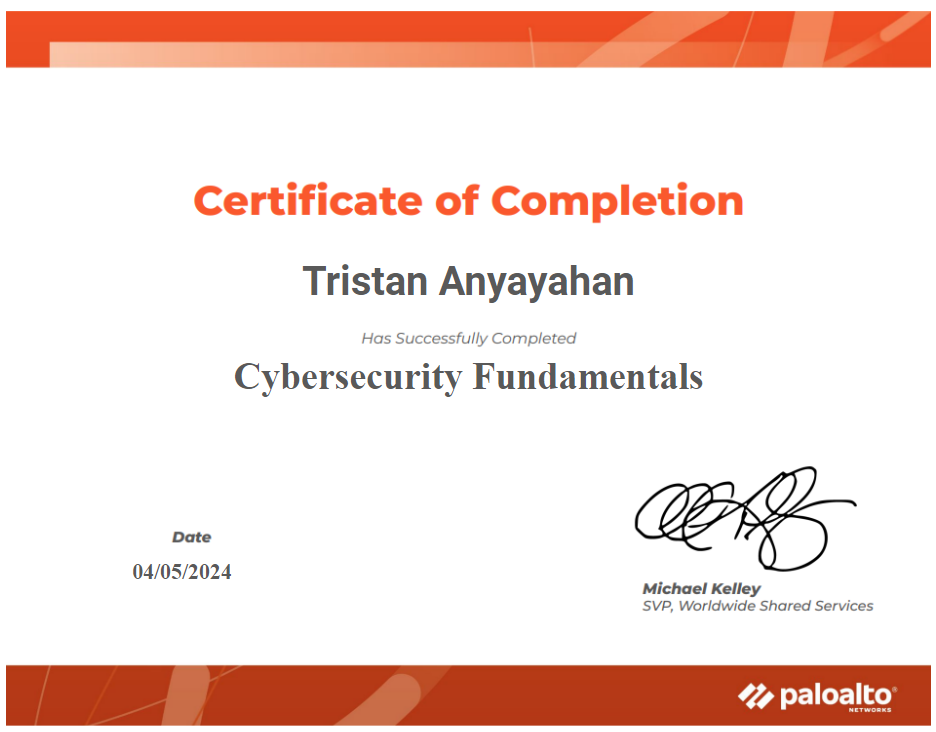 Certificate of Completion
Tristan Anyayahan
Has Successfully Completed
Cybersecurity Fundamentals
Date
04/05/2024
Michael Kelley
SVP, Worldwide Shared Services
paloalto®
NETWORKS